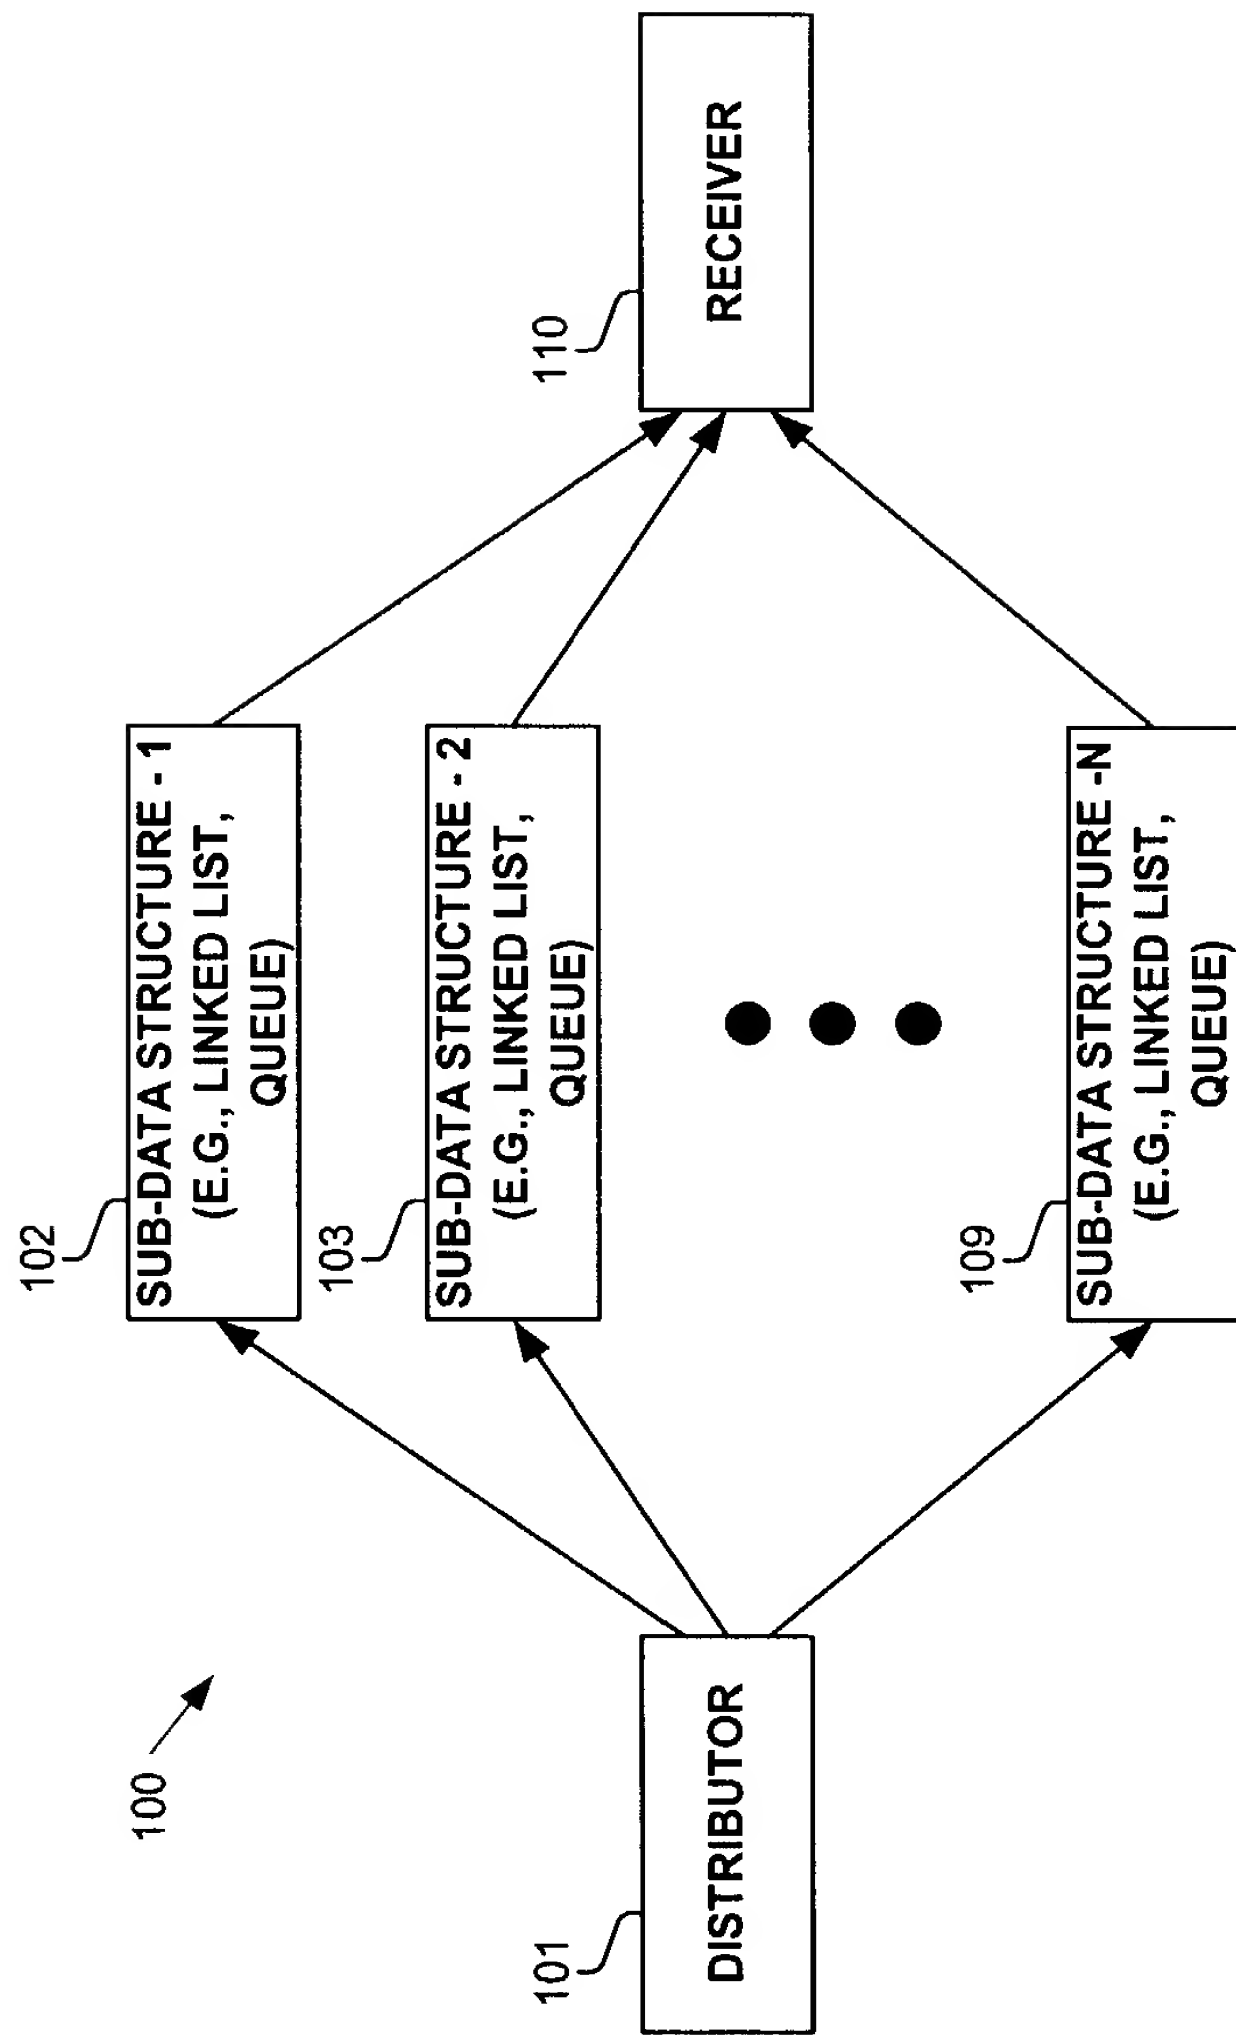 100
101
DISTRIBUTOR
102
SUB-DATA STRUCTURE - 1
(E.G., LINKED LIST,
QUEUE)
103
SUB-DATA STRUCTURE - 2
(E.G., LINKED LIST,
QUEUE)
109
SUB-DATA STRUCTURE -N
(E.G., LINKED LIST,
QUEUE)
110
RECEIVER